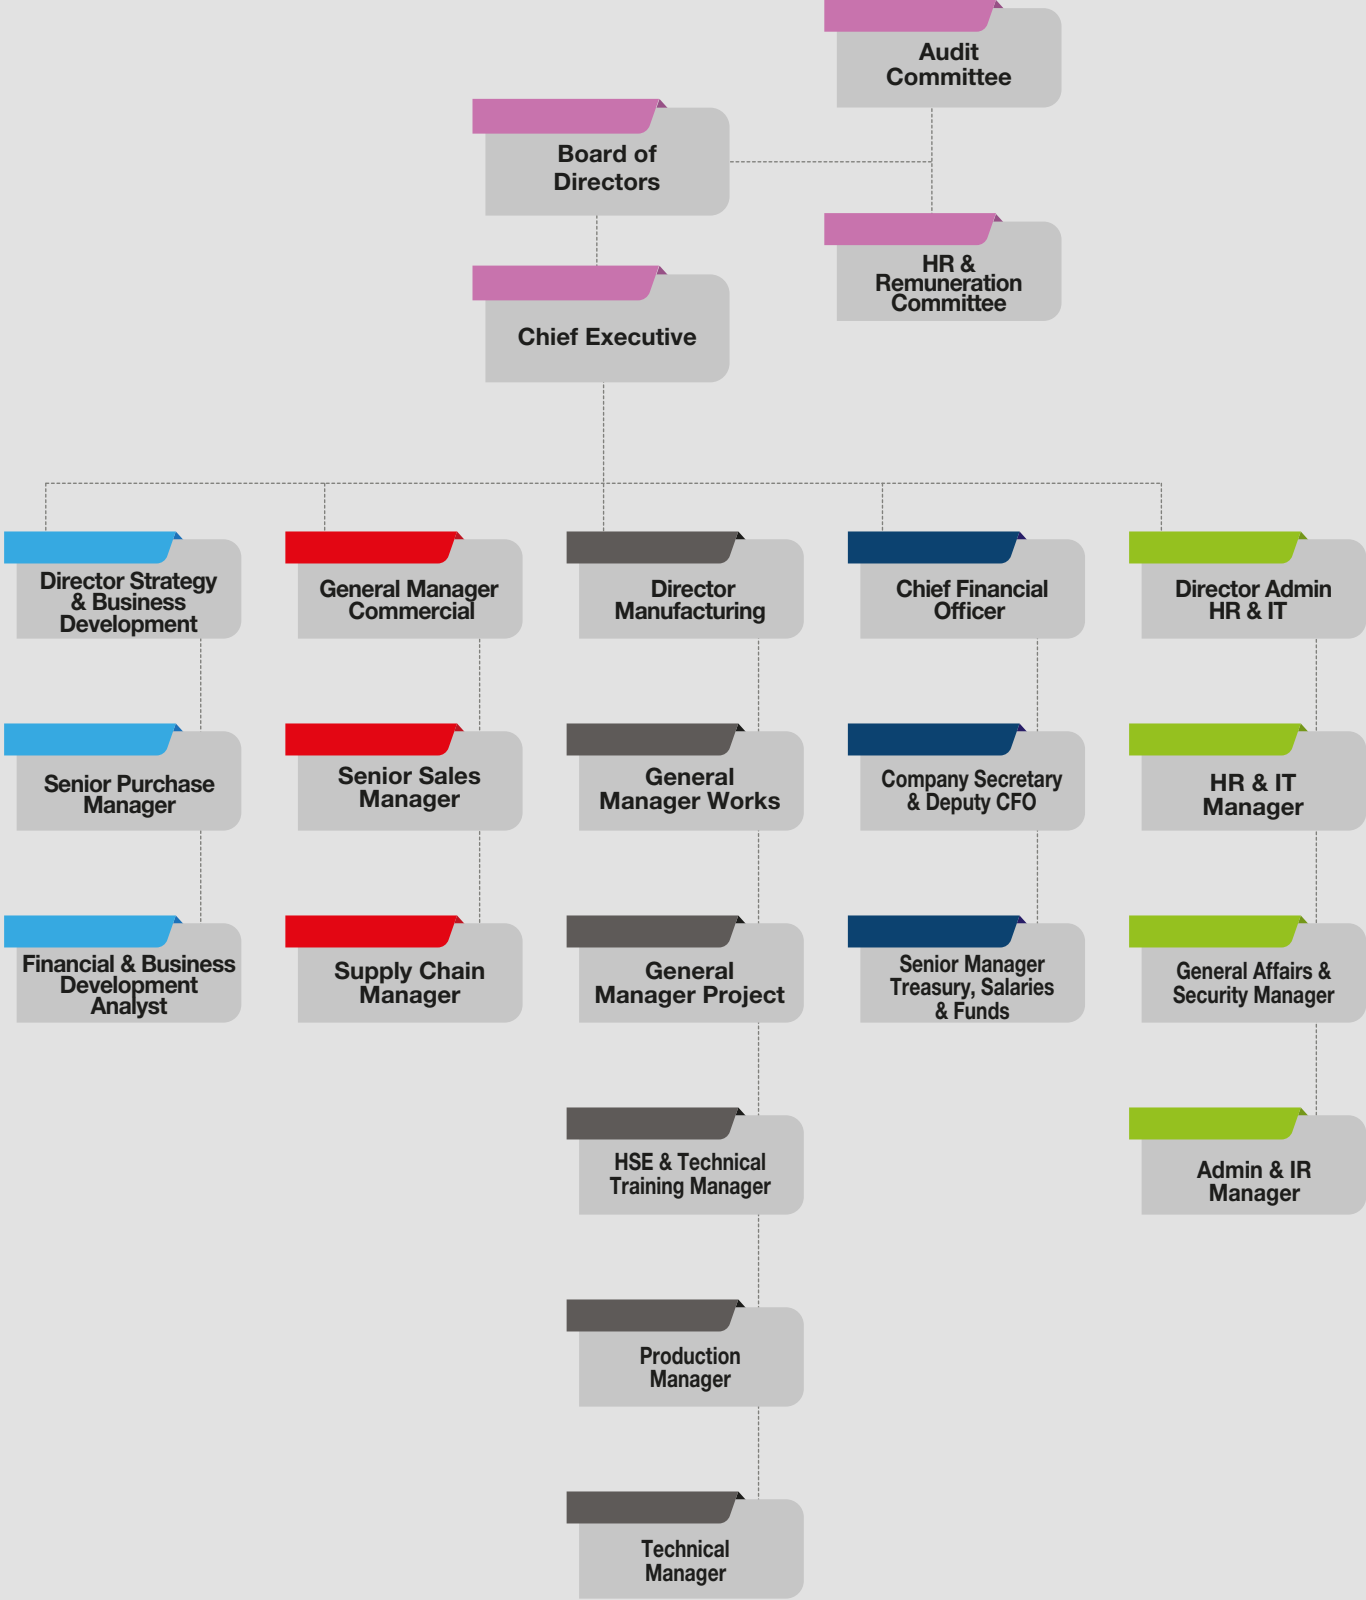 Audit
Committee
Board of
Directors
HR &
Remuneration
Committee
Chief Executive
Director Strategy
& Business
Development
General Manager
Commercial
Director
Manufacturing
Chief Financial
Officer
Director Admin
HR & IT
Senior Purchase
Manager
Senior Sales
Manager
General
Manager Works
Company Secretary
& Deputy CFO
HR & IT
Manager
Financial & Business
Development
Analyst
Supply Chain
Manager
General
Manager Project
Senior Manager
Treasury, Salaries
& Funds
General Affairs &
Security Manager
HSE & Technical
Training Manager
Admin & IR
Manager
Production
Manager
Technical
Manager